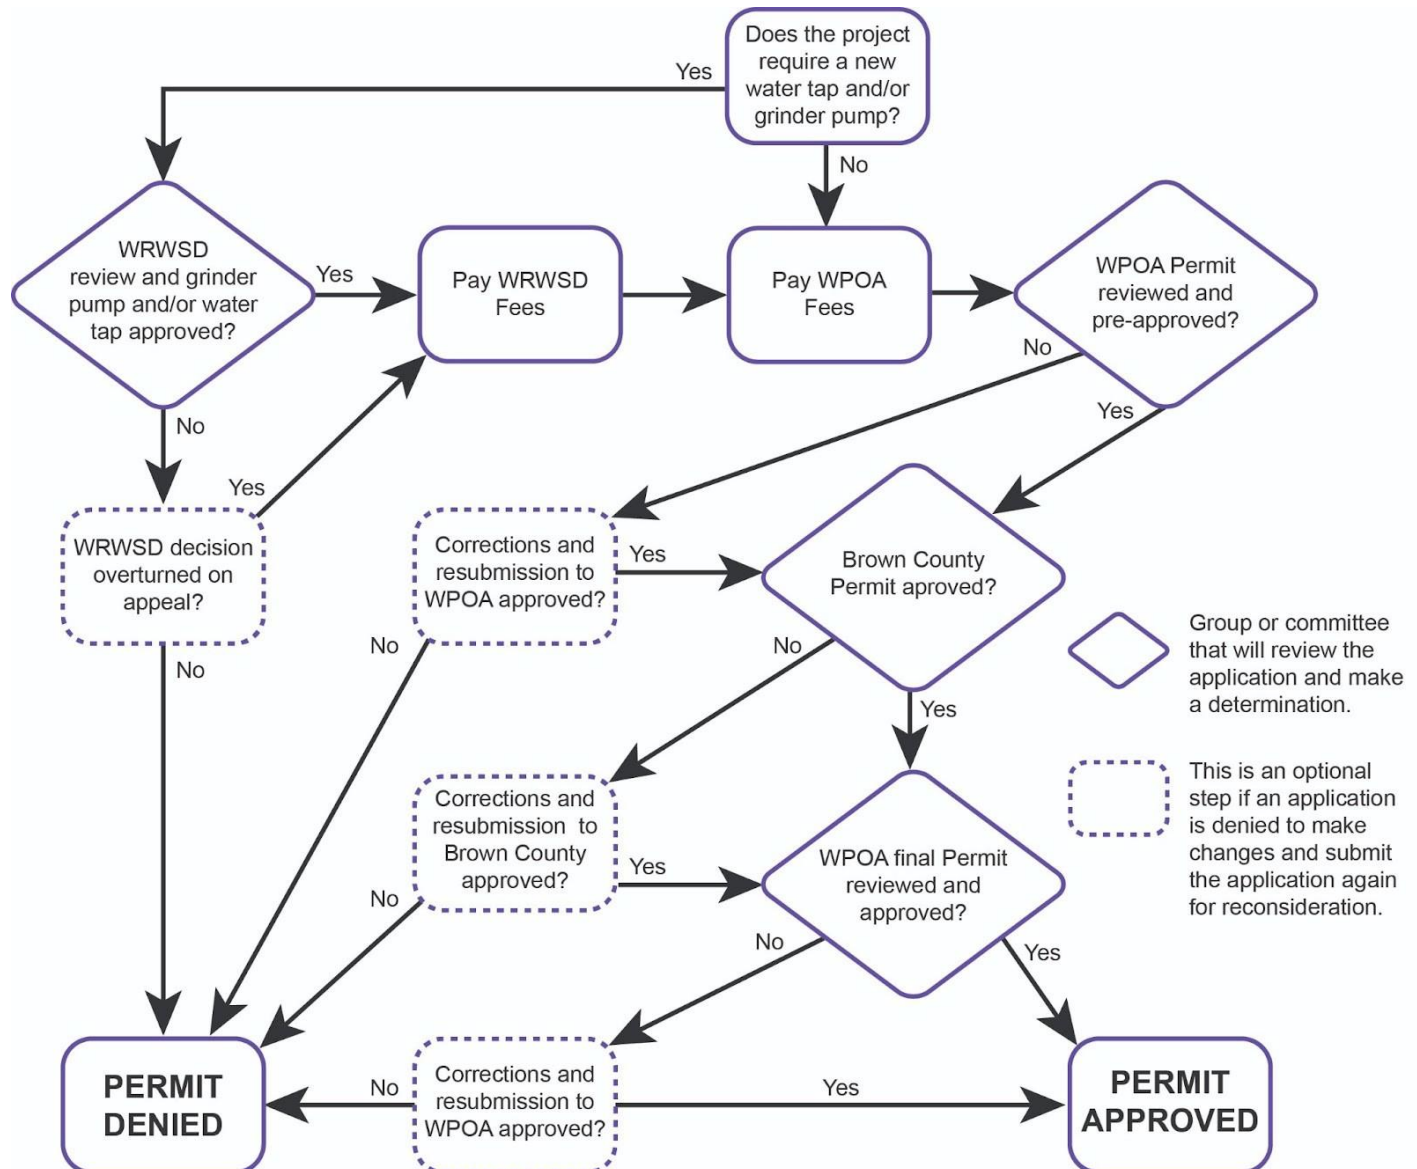 Does the project
require a new
water tap and/or
grinder pump?
Yes
No
WRWSD
review and grinder
pump and/or water
tap approved?
Yes
Pay WRWSD
Fees
Pay WPOA
Fees
WPOA Permit
reviewed and
pre-approved?
No
Yes
No
Yes
WRWSD decision
overturned on
appeal?
No
Corrections and
resubmission to
WPOA approved?
Yes
No
Brown County
Permit aproved?
No
Yes
Group or committee
that will review the
application and make
a determination.
This is an optional
step if an application
is denied to make
changes and submit
the application again
for reconsideration.
Corrections and
resubmission to
Brown County
approved?
Yes
No
WPOA final Permit
reviewed and
approved?
No
Yes
PERMIT
DENIED
No
Corrections and
resubmission to
WPOA approved?
Yes
PERMIT
APPROVED